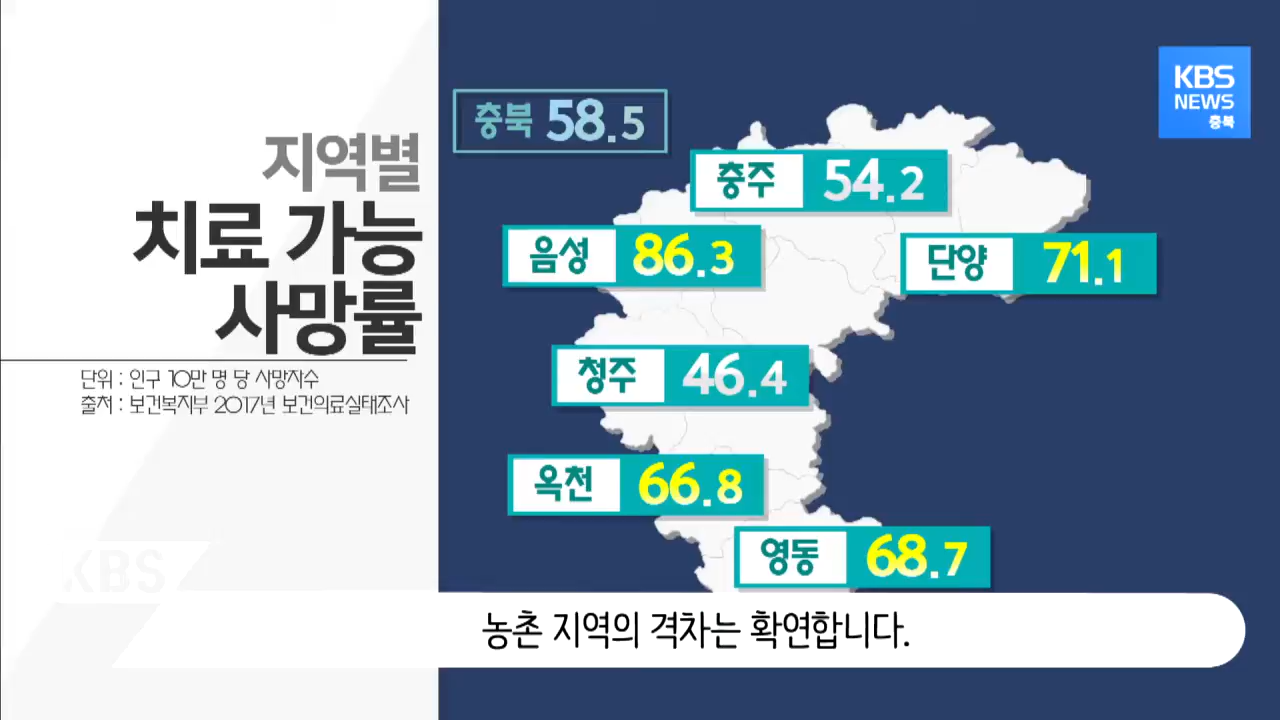 지역별
치료 가능
사망률
단위 : 인구 10만 명 당 사망자수
출처 : 보건복지부 2017년 보건의료실태조사
KBS
NEWS
충북
충북 58.5
충주 54.2
음성 86.3
단양 71.1
청주 46.4
옥천 66.8
영동 68.7
KBS
농촌 지역의 격차는 확연합니다.